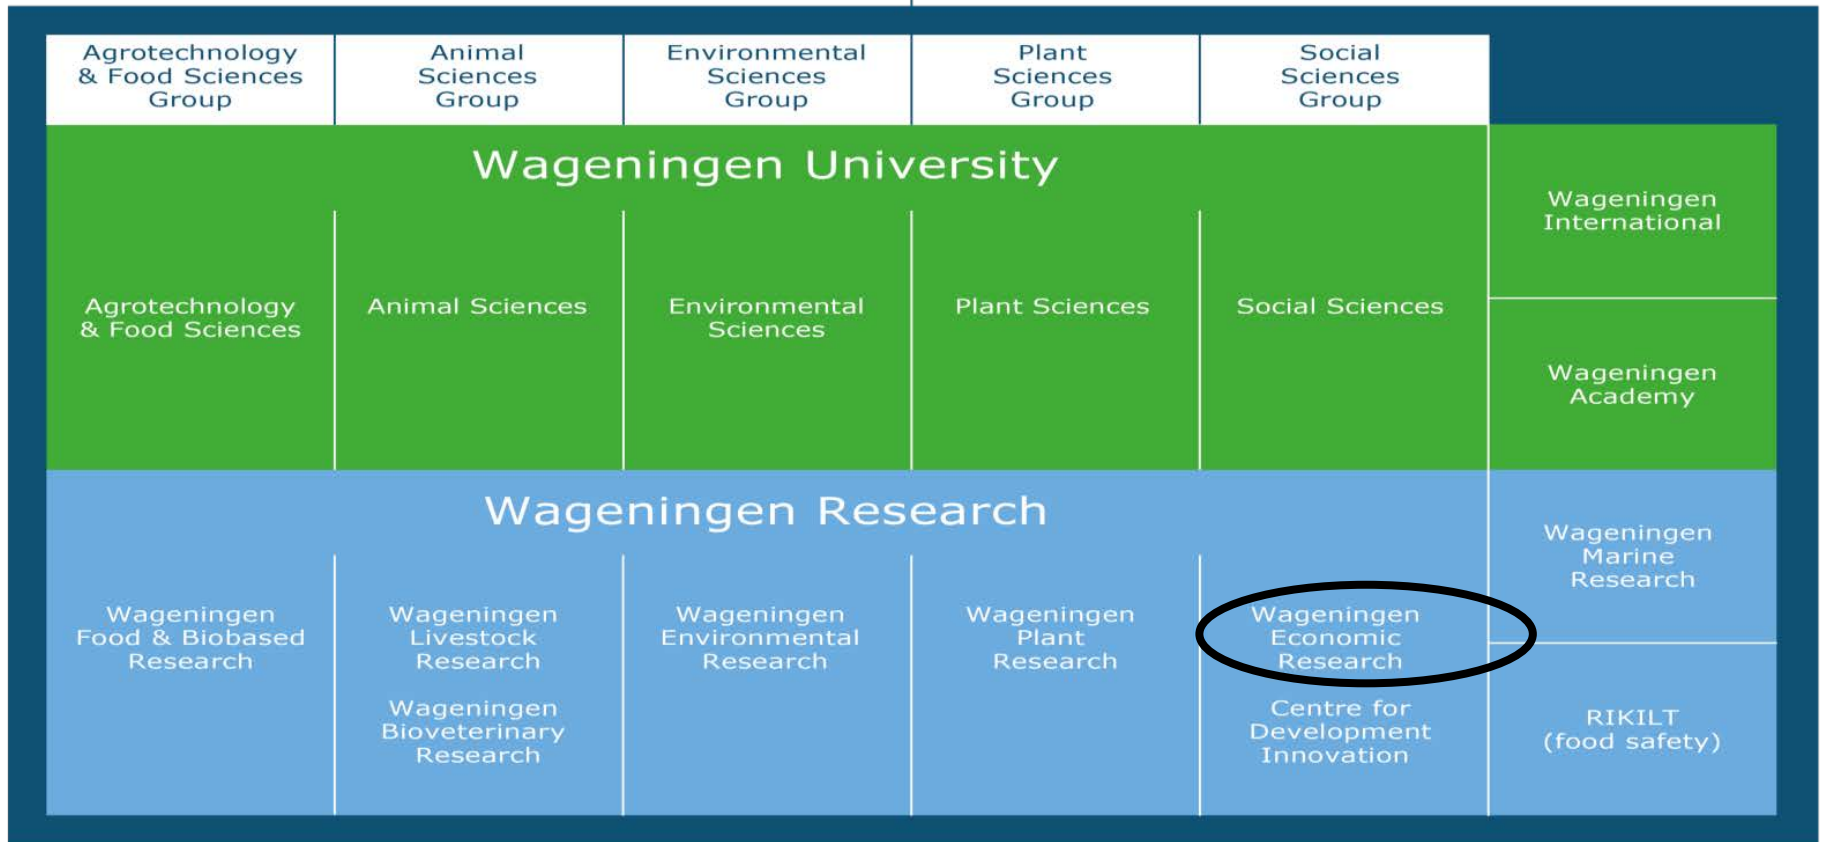 Agrotechnology
& Food Sciences
Group
Animal
Sciences
Group
Environmental
Sciences
Group
Plant
Sciences
Group
Social
Sciences
Group
Wageningen University
Agrotechnology
& Food Sciences
Animal Sciences
Environmental
Sciences
Plant Sciences
Social Sciences
Wageningen
International
Wageningen
Academy
Wageningen Research
Wageningen
Food & Biobased
Research
Wageningen
Livestock
Research
Wageningen
Bioveterinary
Research
Wageningen
Environmental
Research
Wageningen
Plant
Research
Wageningen
Economic
Research
Centre for
Development
Innovation
Wageningen
Marine
Research
RIKILT
(food safety)